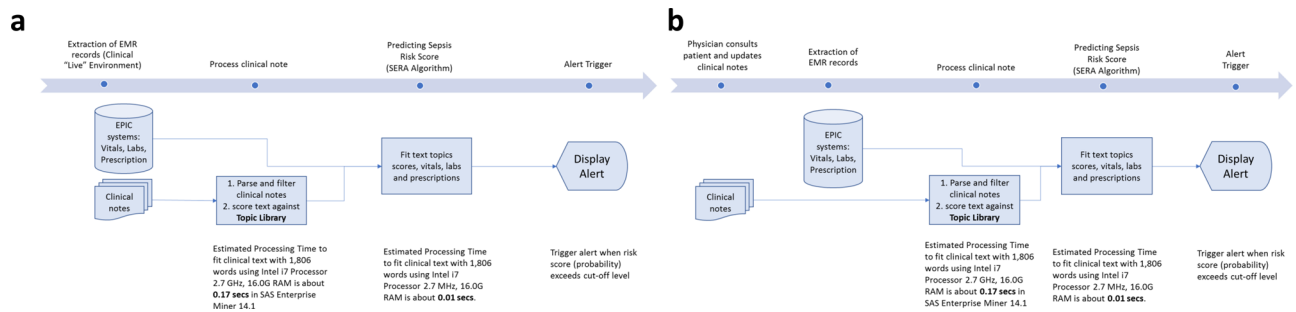 a
Extraction of EMR
records (Clinical
“Live” Environment)
Process clinical note
Predicting Sepsis
Risk Score
(SERA Algorithm)
Alert Trigger
EPIC
systems:
Vitals, Labs,
Prescription
Clinical
notes
1. Parse and filter
clinical notes
2. score text against
Topic Library
Fit text topics
scores, vitals, labs
and prescriptions
Display
Alert
Estimated Processing Time to
fit clinical text with 1,806
words using Intel i7 Processor
2.7 GHz, 16.0G RAM is about
0.17 secs in SAS Enterprise
Miner 14.1
Estimated Processing Time
to fit clinical text with 1,806
words using Intel i7
Processor 2.7 MHz, 16.0G
RAM is about 0.01 secs.
Trigger alert when risk
score (probability)
exceeds cut-off level
b
Physician consults
patient and updates
clinical notes
Extraction of
EMR records
Process clinical note
Predicting Sepsis
Risk Score
(SERA Algorithm)
Alert
Trigger
EPIC
systems:
Vitals, Labs,
Prescription
Clinical
notes
1. Parse and filter
clinical notes
2. score text against
Topic Library
Fit text topics
scores, vitals, labs
and prescriptions
Display
Alert
Estimated Processing Time
to fit clinical text with 1,806
words using Intel i7
Processor 2.7 GHz, 16.0G
RAM is about 0.17 secs in
SAS Enterprise Miner 14.1
Estimated Processing Time
to fit clinical text with 1,806
words using Intel i7
Processor 2.7 MHz, 16.0G
RAM is about 0.01 secs.
Trigger alert when risk
score (probability)
exceeds cut-off level